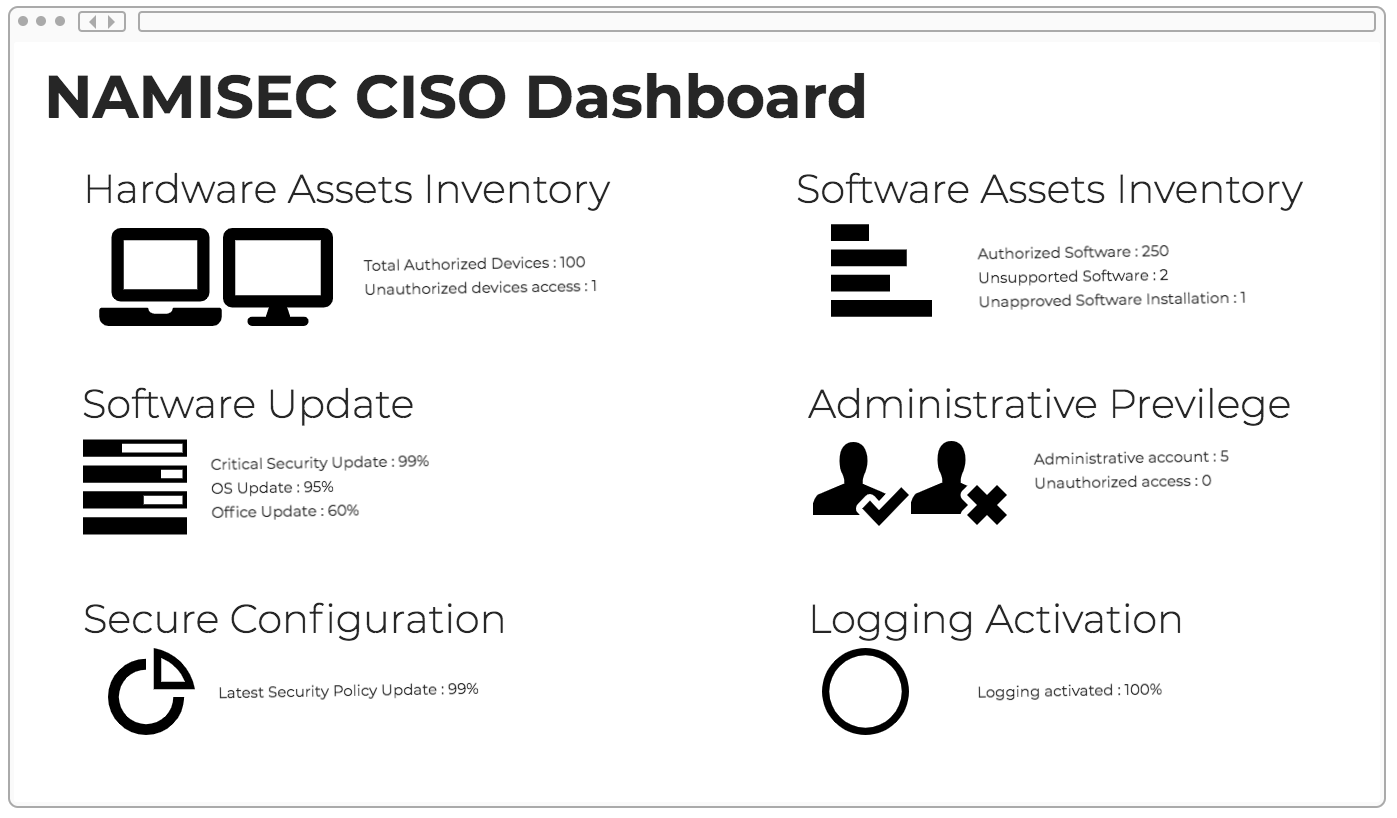 NAMISEC CISO Dashboard
Hardware Assets Inventory
Total Authorized Devices : 100
Unauthorized devices access : 1
Software Assets Inventory
Authorized Software : 250
Unsupported Software : 2
Unapproved Software Installation : 1
Software Update
Critical Security Update : 99%
OS Update : 95%
Office Update : 60%
Administrative Previlege
Administrative account : 5
Unauthorized access : 0
Secure Configuration
Latest Security Policy Update : 99%
Logging Activation
Logging activated : 100%